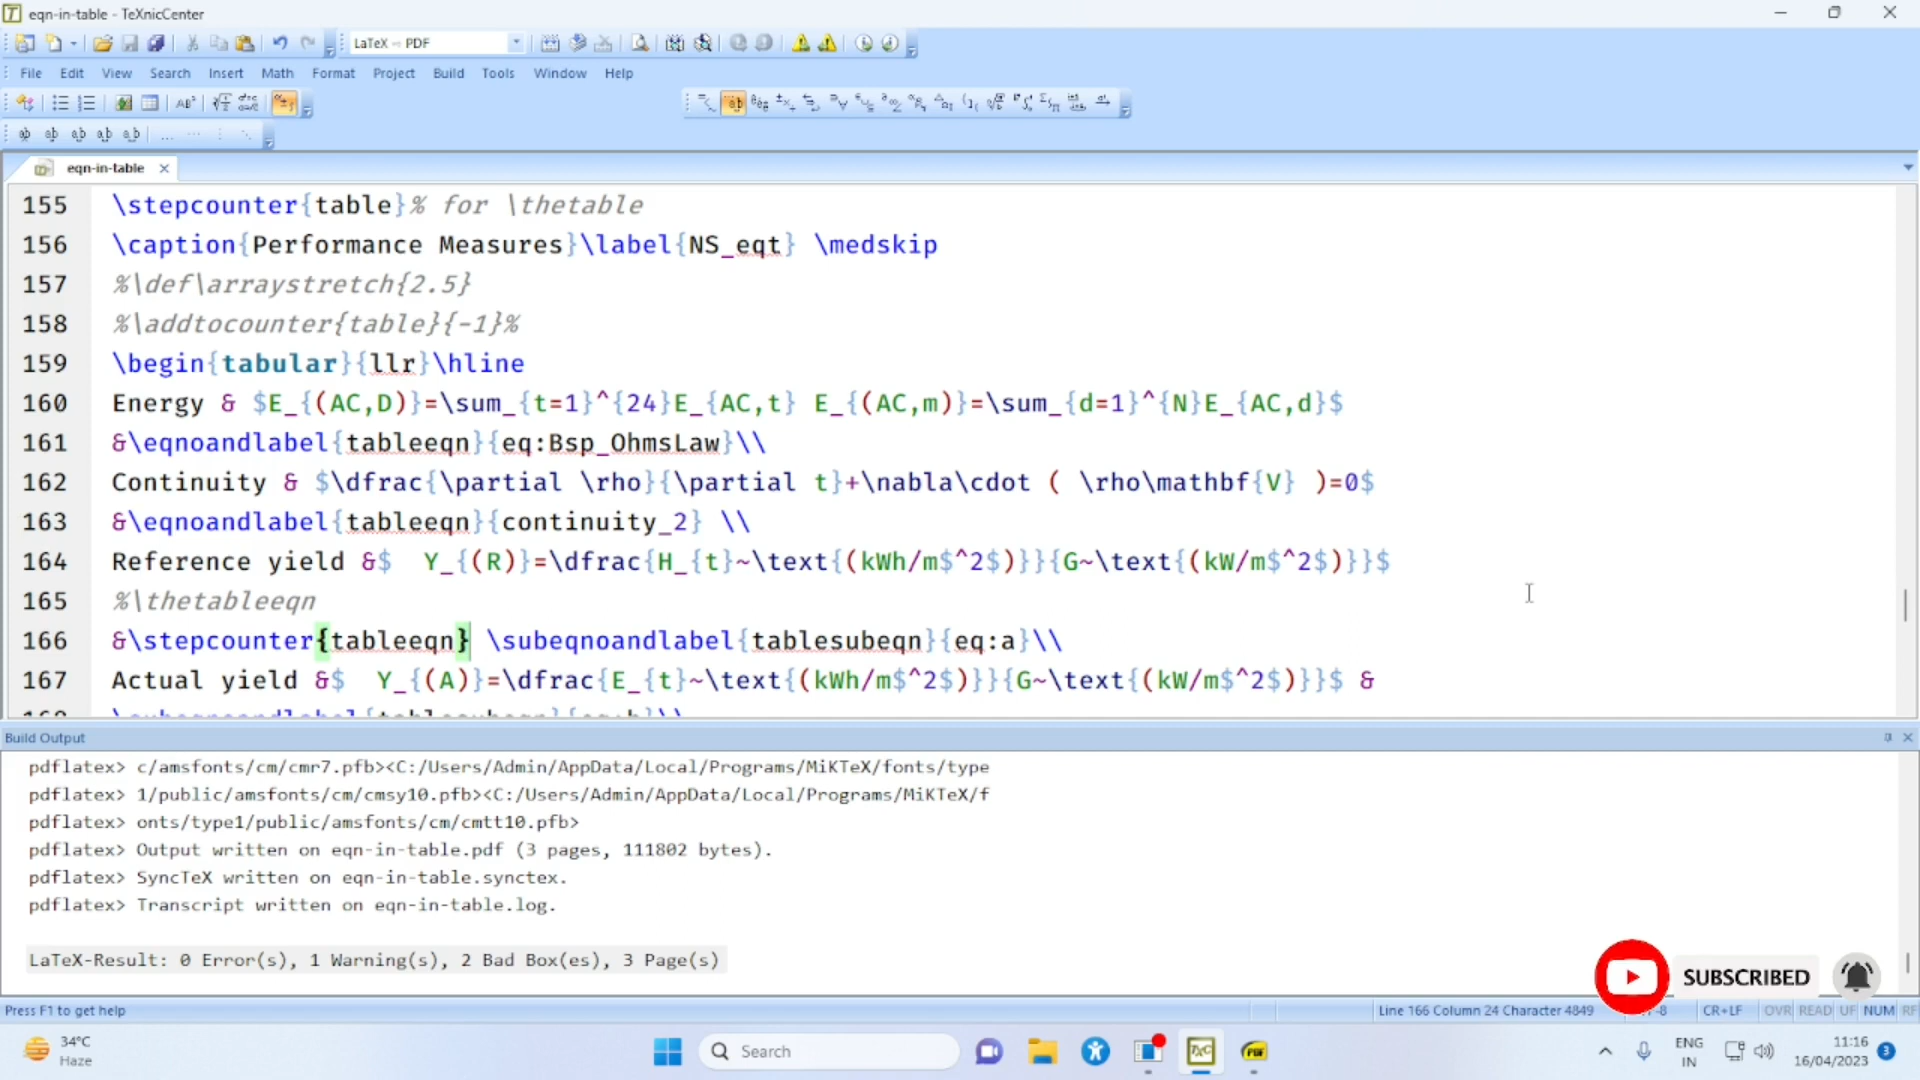 eqn-in-table - TeXnicCenter
LaTeX → PDF
File Edit View Search Insert Math Format Project Build Tools Window Help
eqn-in-table
155 \stepcounter{table}% for \thetable
156 \caption{Performance Measures}\label{NS_eqt} \medskip
157 %\def\arraystretch{2.5}
158 %\addtocounter{table}{-1}%
159 \begin{tabular}{llr}\hline
160 Energy & $E_{(AC,D)}=\sum_{t=1}^{24}E_{AC,t} E_{(AC,m)}=\sum_{d=1}^{N}E_{AC,d}$
161 &\eqnoandlabel{tableeqn}{eq:Bsp_OhmsLaw}\\
162 Continuity & $\dfrac{\partial \rho}{\partial t}+\nabla\cdot ( \rho\mathbf{V} )=0$
163 &\eqnoandlabel{tableeqn}{continuity_2} \\
164 Reference yield &$ Y_{(R)}=\dfrac{H_{t}~\text{(kWh/m$^2$)}}{G~\text{(kW/m$^2$)}}$
165 %\thetableeqn
166 &\stepcounter{tableeqn} \subeqnoandlabel{tablesubeqn}{eq:a}\\
167 Actual yield &$ Y_{(A)}=\dfrac{E_{t}~\text{(kWh/m$^2$)}}{G~\text{(kW/m$^2$)}}$ &
Build Output
pdflatex> c/amsfonts/cm/cmr7.pfb><C:/Users/Admin/AppData/Local/Programs/MiKTeX/fonts/type
pdflatex> 1/public/amsfonts/cm/cmsy10.pfb><C:/Users/Admin/AppData/Local/Programs/MiKTeX/f
pdflatex> onts/type1/public/amsfonts/cm/cmtt10.pfb>
pdflatex> Output written on eqn-in-table.pdf (3 pages, 111802 bytes).
pdflatex> SyncTeX written on eqn-in-table.synctex.
pdflatex> Transcript written on eqn-in-table.log.
LaTeX-Result: 0 Error(s), 1 Warning(s), 2 Bad Box(es), 3 Page(s)
SUBSCRIBED
Press F1 to get help
Line 166 Column 24 Character 4849
CR+LF OVR READ UF NUM RF
34°C
Haze
Search
ENG
IN
11:16
16/04/2023
3